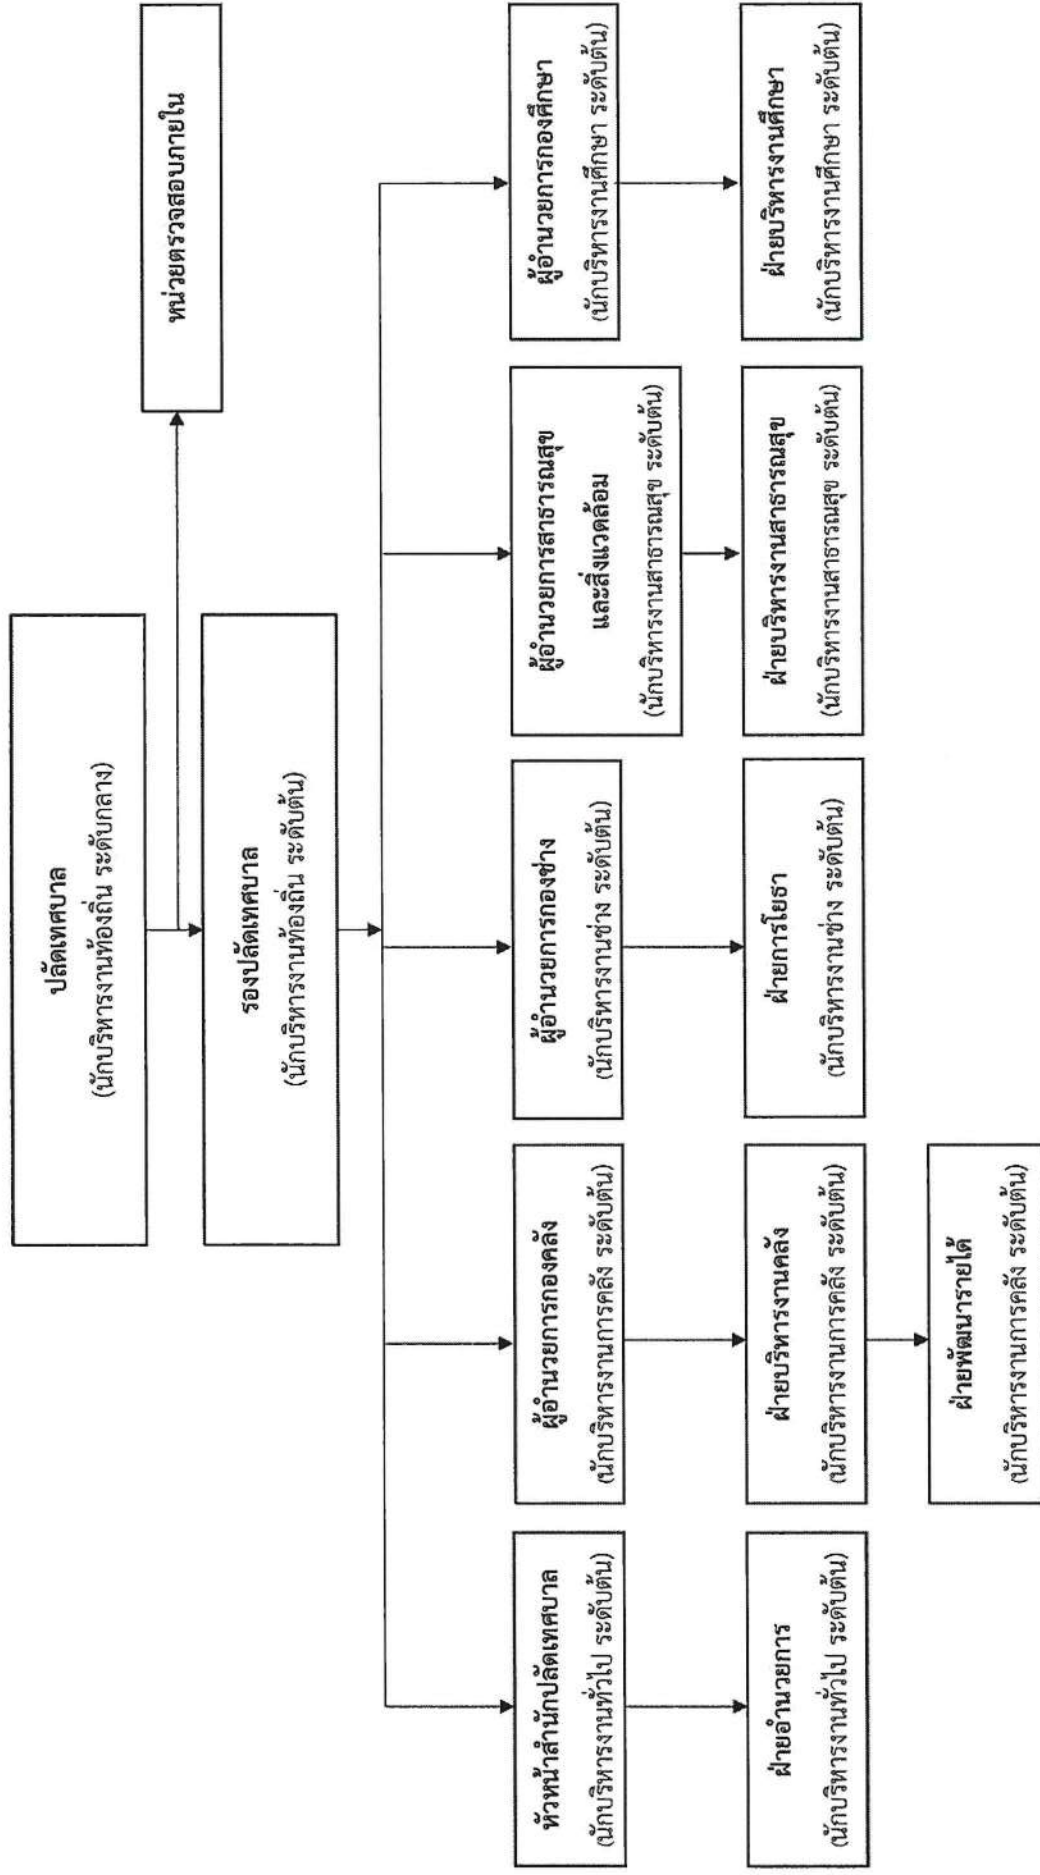 ปลัดเทศบาล
(นักบริหารงานท้องถิ่น ระดับกลาง)
หน่วยตรวจสอบภายใน
รองปลัดเทศบาล
(นักบริหารงานท้องถิ่น ระดับต้น)
หัวหน้าสำนักปลัดเทศบาล
(นักบริหารงานทั่วไป ระดับต้น)
ผู้อำนวยการกองคลัง
(นักบริหารงานการคลัง ระดับต้น)
ผู้อำนวยการกองช่าง
(นักบริหารงานช่าง ระดับต้น)
ผู้อำนวยการสาธารณสุข
และสิ่งแวดล้อม
(นักบริหารงานสาธารณสุข ระดับต้น)
ผู้อำนวยการกองศึกษา
(นักบริหารงานศึกษา ระดับต้น)
ฝ่ายอำนวยการ
(นักบริหารงานทั่วไป ระดับต้น)
ฝ่ายบริหารงานคลัง
(นักบริหารงานการคลัง ระดับต้น)
ฝ่ายการโยธา
(นักบริหารงานช่าง ระดับต้น)
ฝ่ายบริหารงานสาธารณสุข
(นักบริหารงานสาธารณสุข ระดับต้น)
ฝ่ายบริหารงานศึกษา
(นักบริหารงานศึกษา ระดับต้น)
ฝ่ายพัฒนารายได้
(นักบริหารงานการคลัง ระดับต้น)